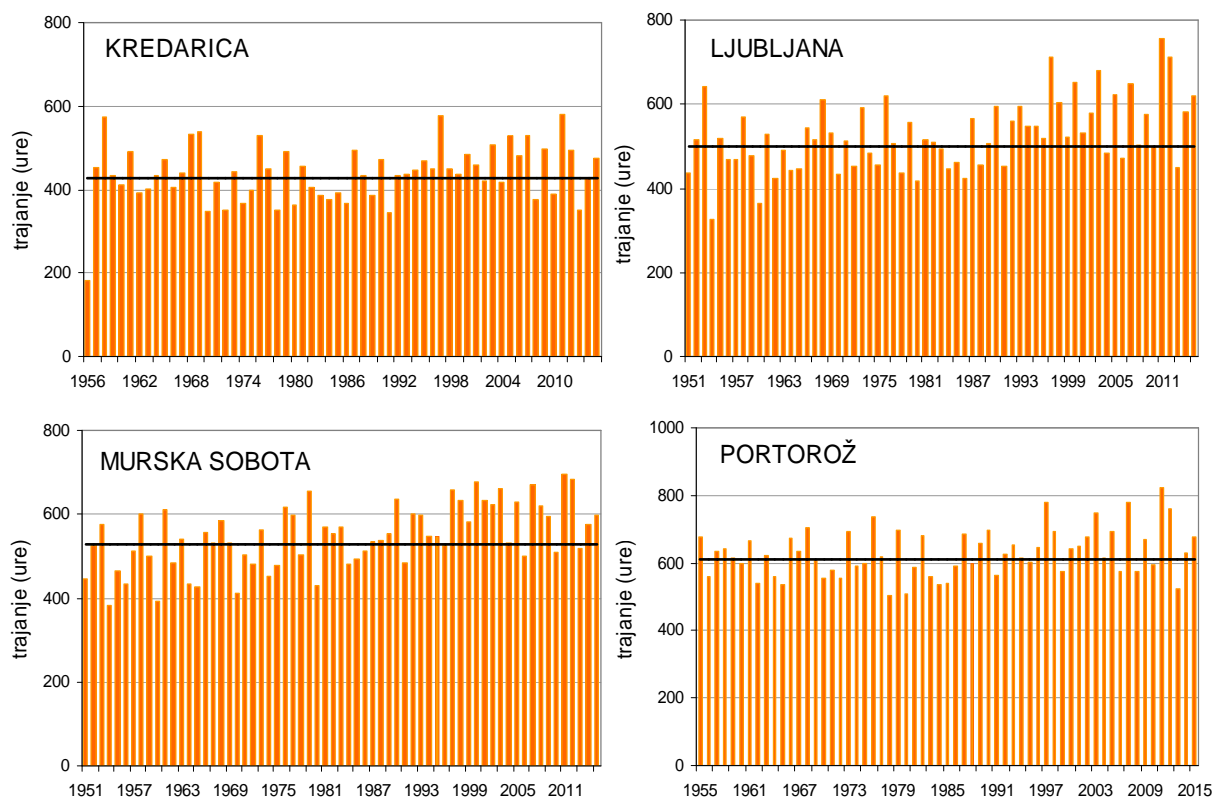 KREDARICA
trajanje (ure)
800
600
400
200
0
1956 1962 1968 1974 1980 1986 1992 1998 2004 2010
LJUBLJANA
trajanje (ure)
800
600
400
200
0
1951 1957 1963 1969 1975 1981 1987 1993 1999 2005 2011
MURSKA SOBOTA
trajanje (ure)
800
600
400
200
0
1951 1957 1963 1969 1975 1981 1987 1993 1999 2005 2011
PORTOROŽ
trajanje (ure)
1000
800
600
400
200
0
1955 1961 1967 1973 1979 1985 1991 1997 2003 2009 2015